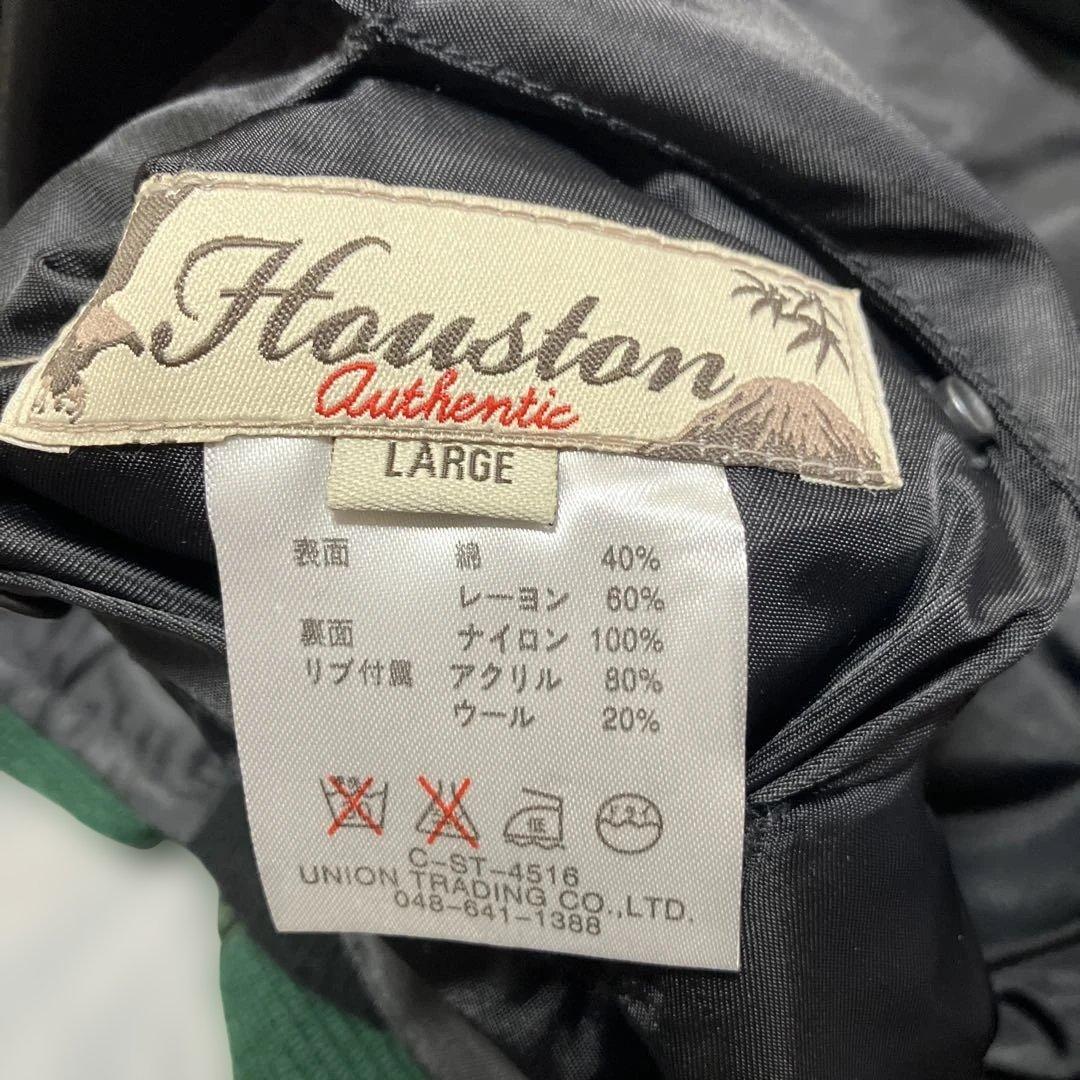 Houston
Authentic
LARGE
表面 綿 40%
レーヨン 60%
裏面 ナイロン 100%
リブ付属 アクリル 80%
ウール 20%
C-ST-4516
UNION TRADING CO.,LTD.
048-641-1388